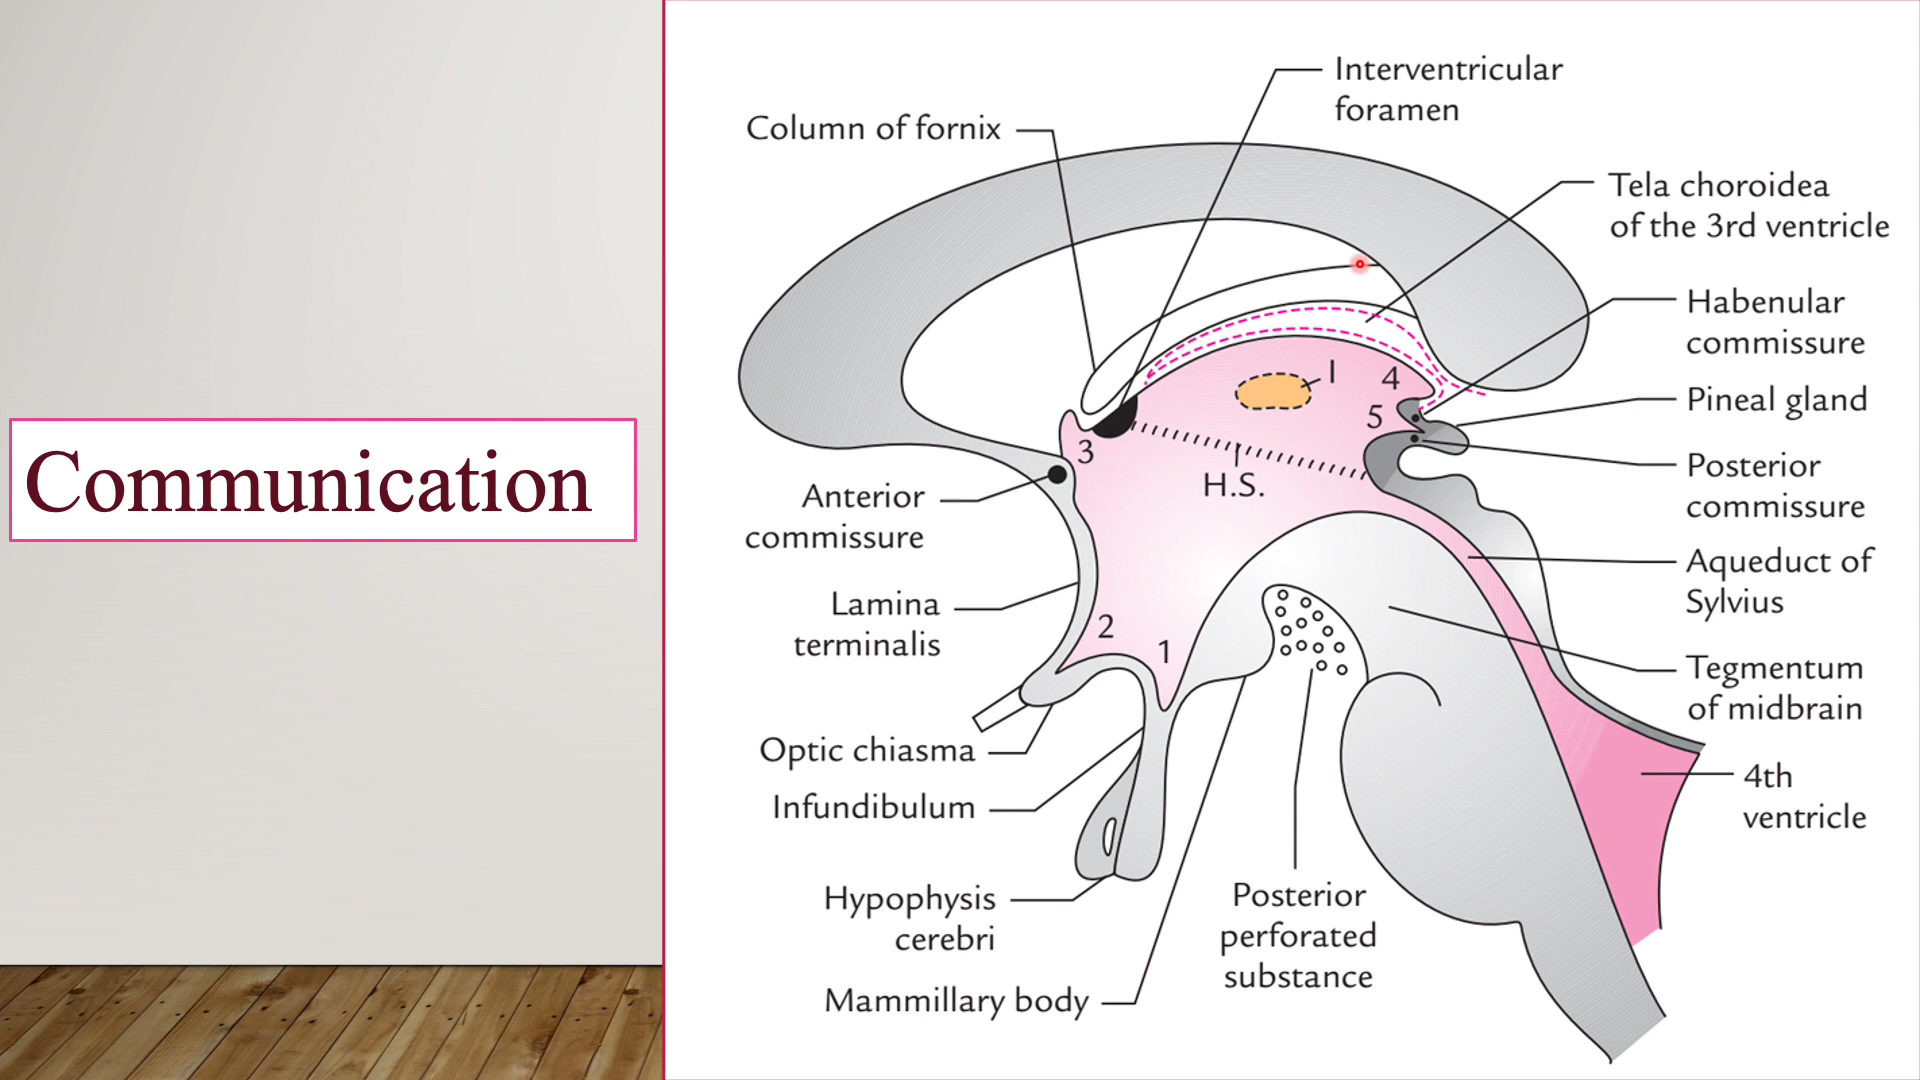 Communication
Interventricular
foramen
Column of fornix
Tela choroidea
of the 3rd ventricle
Habenular
commissure
I
4
5
Pineal gland
3
H.S.
Posterior
commissure
Anterior
commissure
Aqueduct of
Sylvius
Lamina
terminalis
2
1
Tegmentum
of midbrain
Optic chiasma
4th
ventricle
Infundibulum
Hypophysis
cerebri
Posterior
perforated
substance
Mammillary body